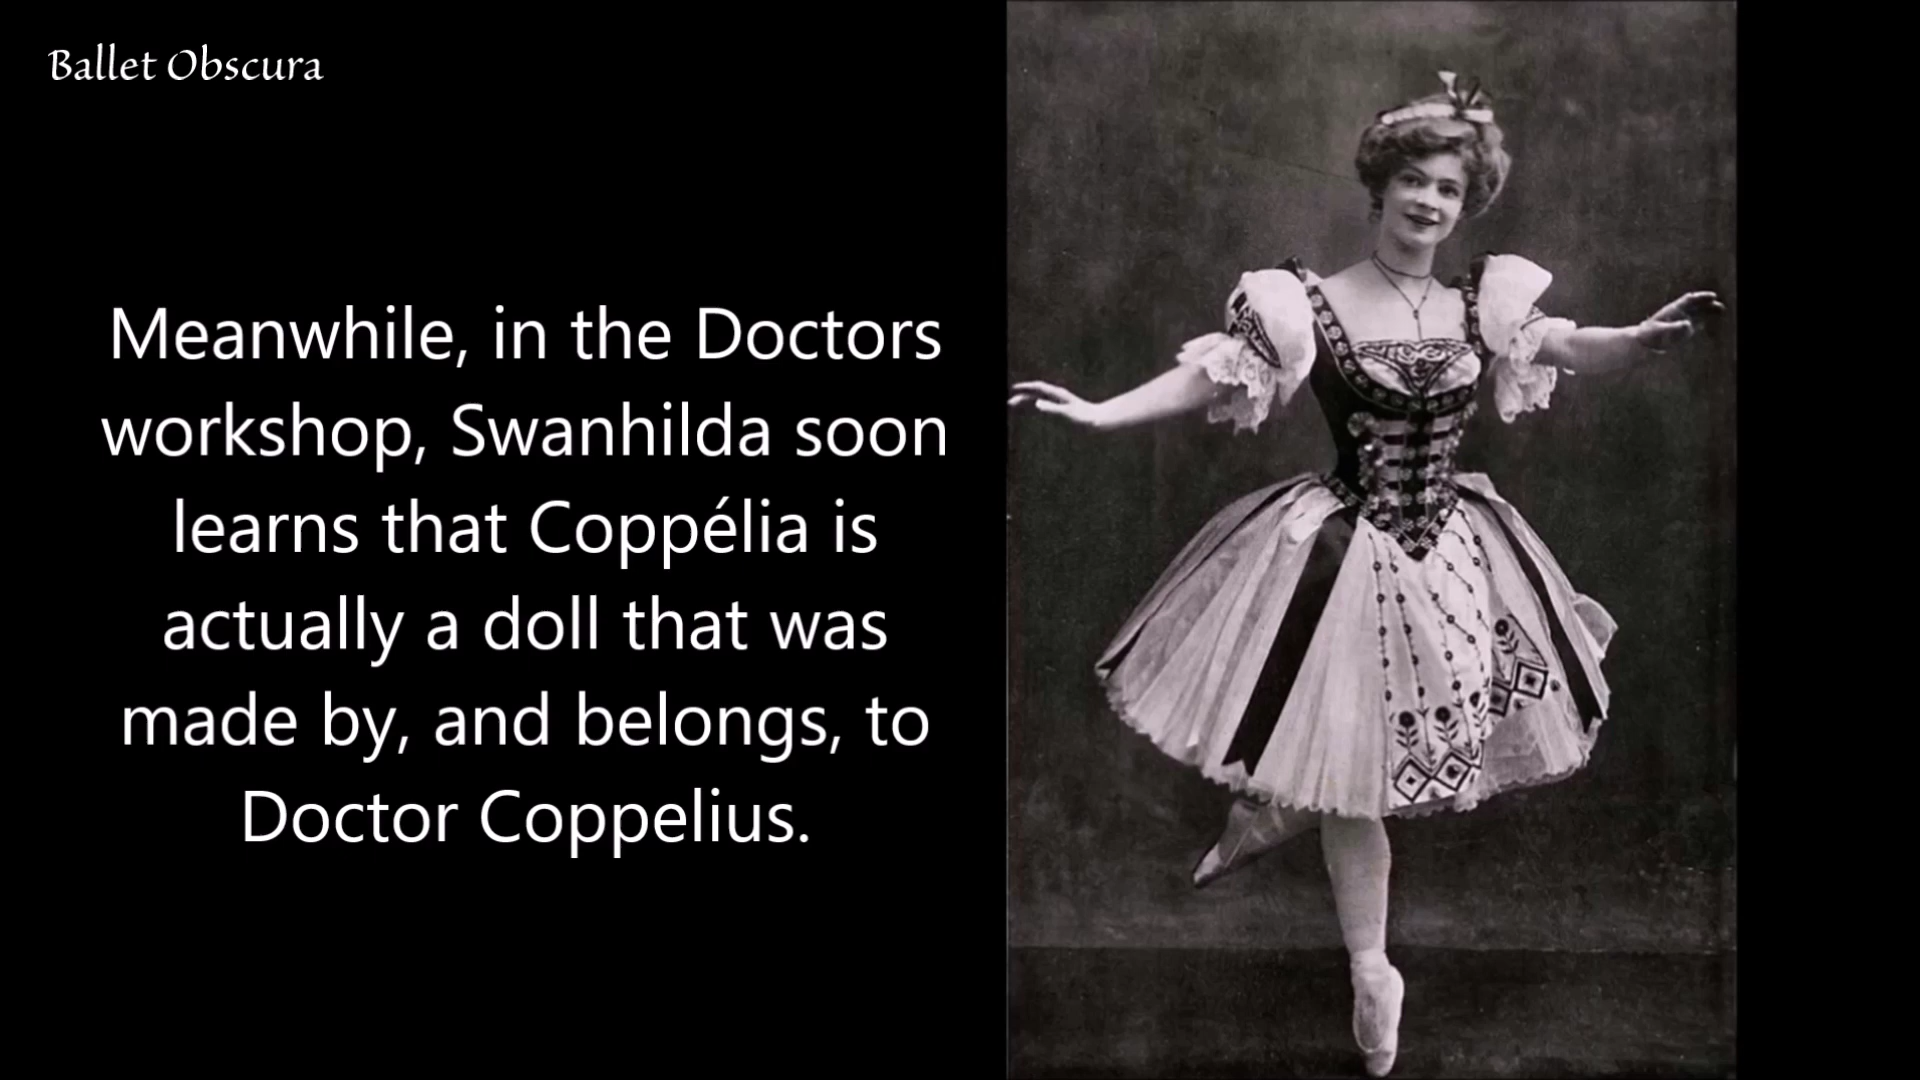 Ballet Obscura
Meanwhile, in the Doctors
workshop, Swanhilda soon
learns that Coppélia is
actually a doll that was
made by, and belongs, to
Doctor Coppelius.